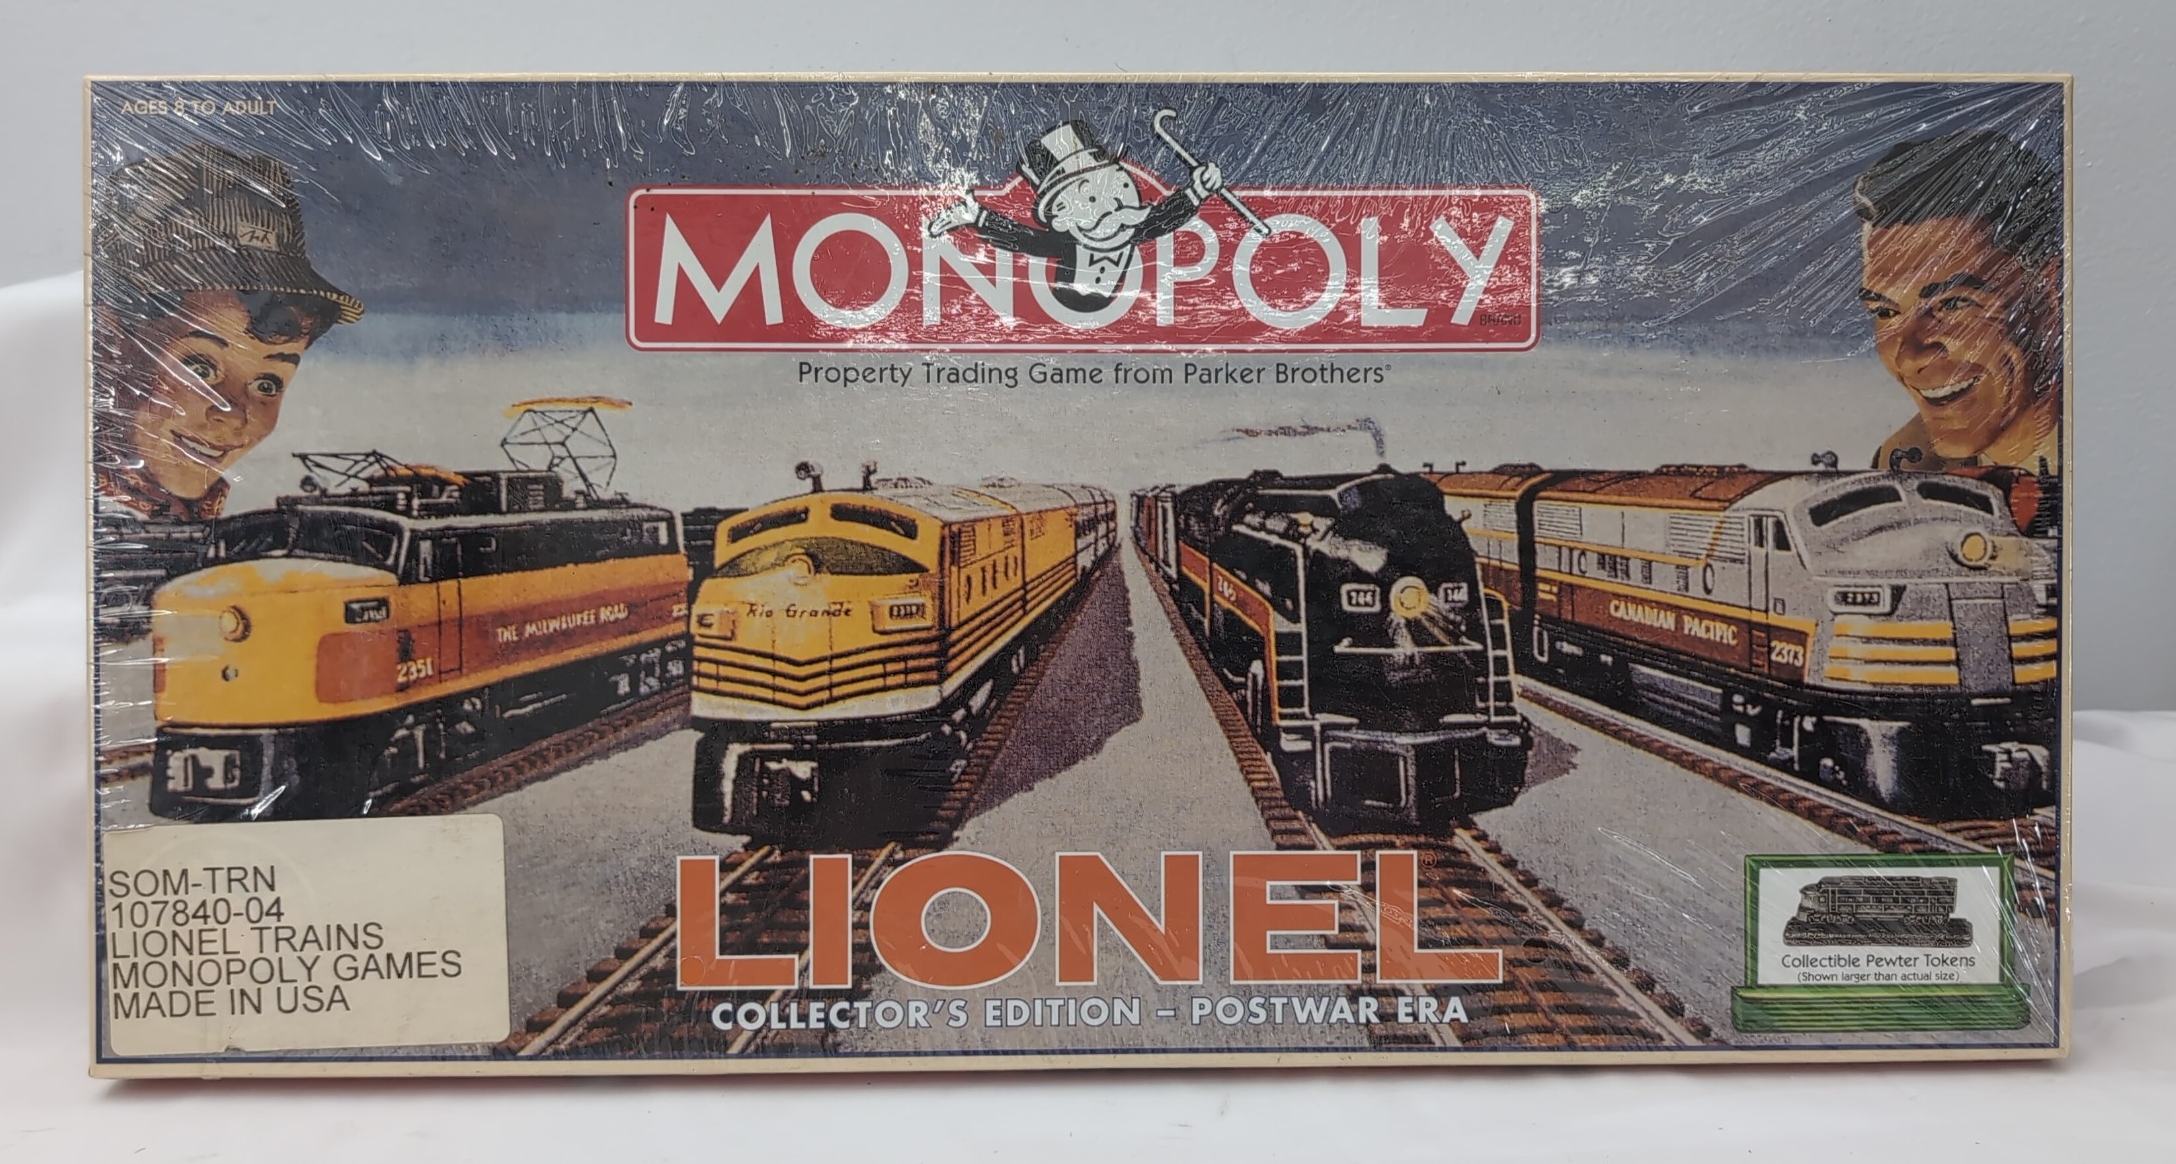 AGES 8 TO ADULT
MONOPOLY
BRAND
Property Trading Game from Parker Brothers®
THE MILWAUKEE ROAD
2351
Rio Grande
746
746
746
CANADIAN PACIFIC
2373
2373
LIONEL®
COLLECTOR'S EDITION – POSTWAR ERA
SOM-TRN
107840-04
LIONEL TRAINS
MONOPOLY GAMES
MADE IN USA
Collectible Pewter Tokens
(Shown larger than actual size)